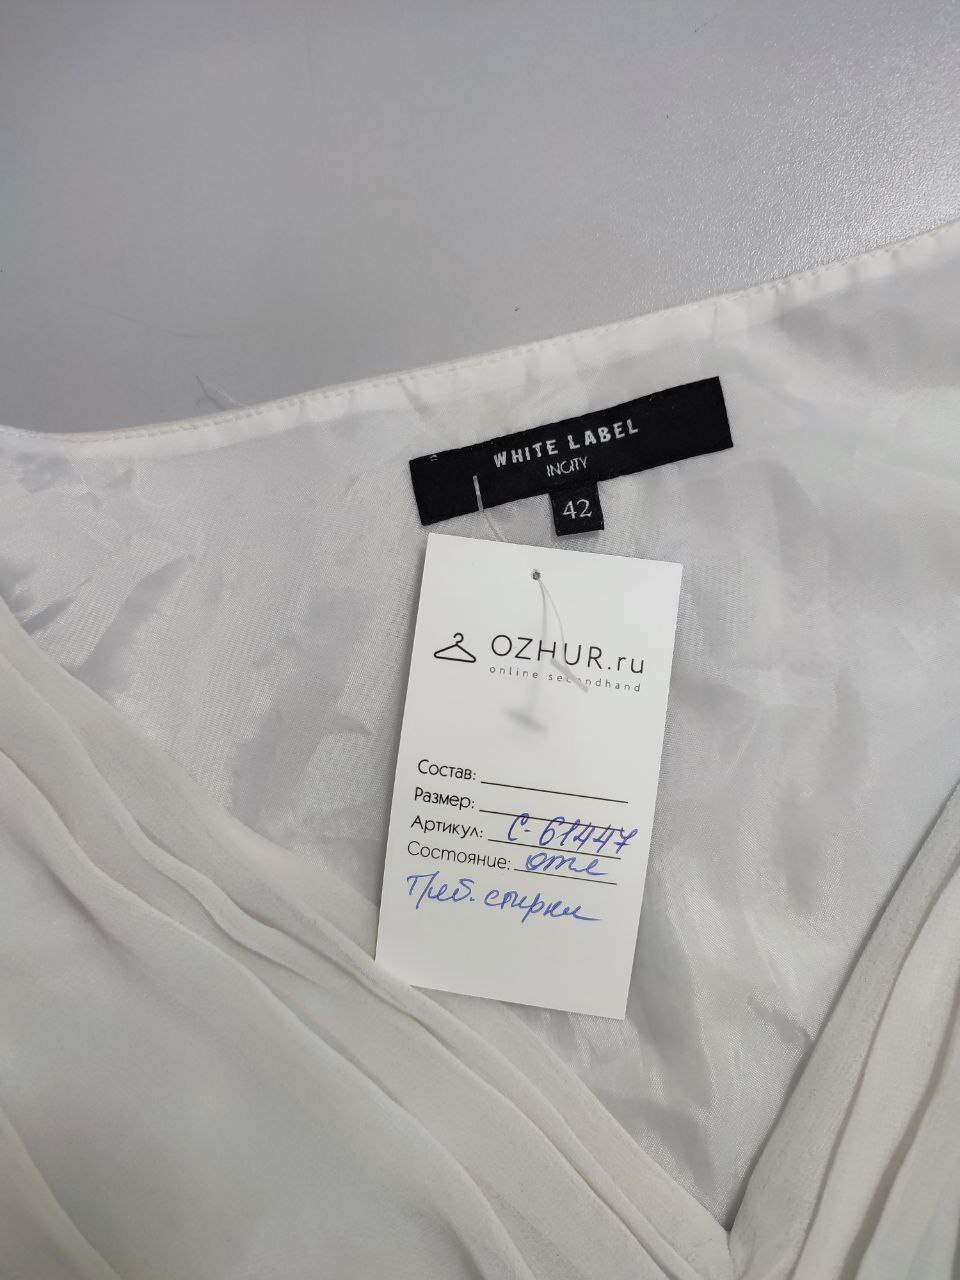 WHITE LABEL
INCITY
42
OZHUR.ru
online secondhand
Состав:
Размер:
Артикул: С-61447
Состояние: отл
Треб. стирки